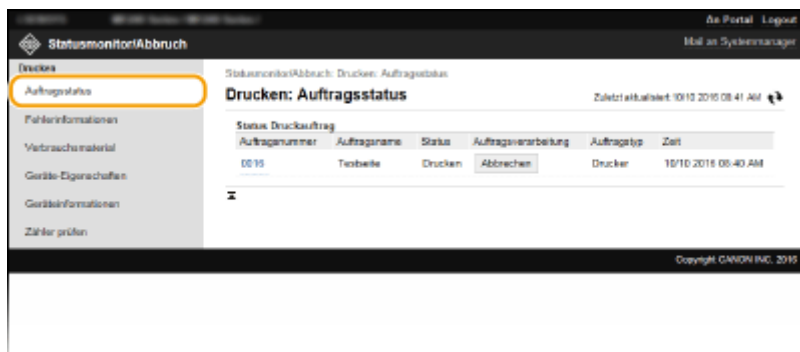 An Portal Logout
Statusmonitor/Abbruch
Mail an Systemmanager
Drucken
Auftragsstatus
Fehlerinformationen
Verbrauchsmaterial
Geräte-Eigenschaften
Geräteinformationen
Zähler prüfen
Statusmonitor/Abbruch: Drucken: Auftragsstatus
Drucken: Auftragsstatus
Zuletzt aktualisiert: 10/10 2016 08:41 AM
Status Druckauftrag
Auftragsnummer Auftragsname Status Auftragsverarbeitung Auftragstyp Zeit
0016 Testseite Drucken Abbrechen Drucker 10/10 2016 08:40 AM
Copyright CANON INC. 2016